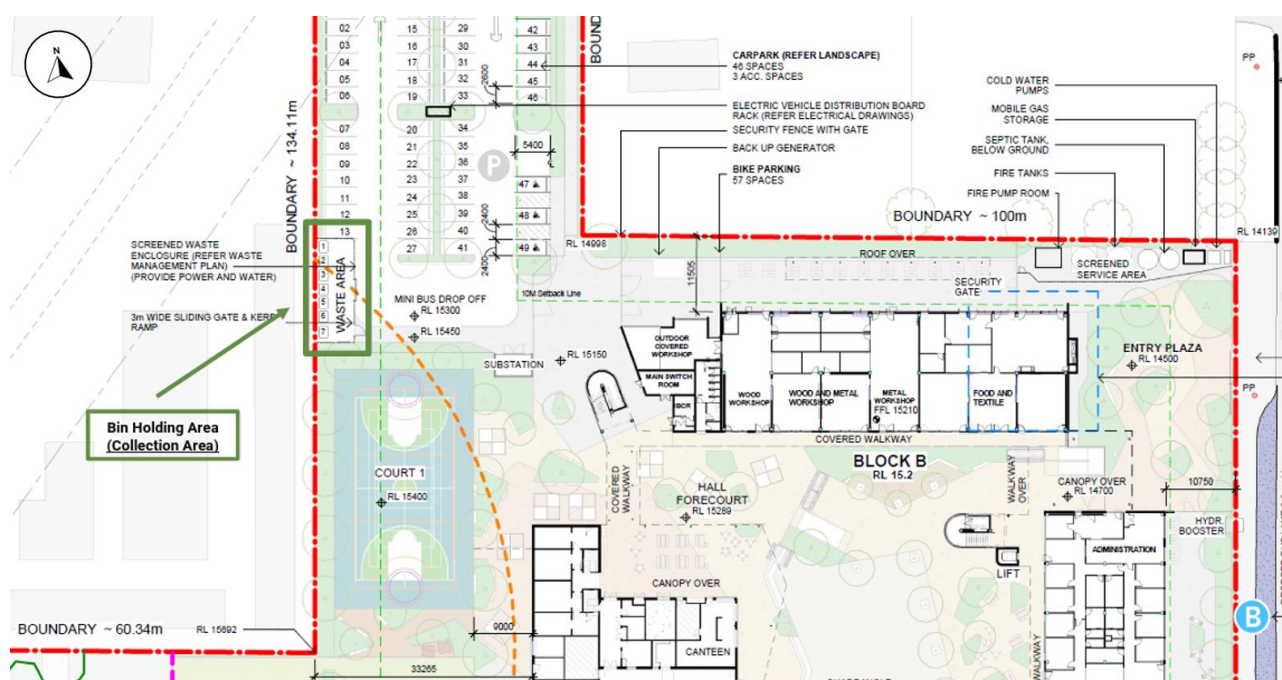 N
02
03
04
05
06
07
08
09
10
11
12
13
15
16
17
18
19
20
21
22
23
24
25
26
27
29
30
31
32
33
34
35
36
37
38
39
40
41
42
43
44
45
46
47
48
49
2600
5400
2400
2400
P
BOUNDARY ~ 134.11m
BOUND
CARPARK (REFER LANDSCAPE)
46 SPACES
3 ACC. SPACES
ELECTRIC VEHICLE DISTRIBUTION BOARD
RACK (REFER ELECTRICAL DRAWINGS)
SECURITY FENCE WITH GATE
BACK UP GENERATOR
BIKE PARKING
57 SPACES
COLD WATER
PUMPS
MOBILE GAS
STORAGE
SEPTIC TANK,
BELOW GROUND
FIRE TANKS
FIRE PUMP ROOM
PP
BOUNDARY ~ 100m
RL 14998
RL 14139
ROOF OVER
SCREENED
SERVICE AREA
SECURITY
GATE
11505
10M Setback Line
SCREENED WASTE
ENCLOSURE (REFER WASTE
MANAGEMENT PLAN)
(PROVIDE POWER AND WATER)
3m WIDE SLIDING GATE & KERB
RAMP
1
2
3
4
5
6
7
WASTE AREA
MINI BUS DROP OFF
RL 15300
RL 15450
SUBSTATION
RL 15150
OUTDOOR
COVERED
WORKSHOP
MAIN SWITCH
ROOM
BCR
WOOD
WORKSHOP
WOOD AND METAL
WORKSHOP
METAL
WORKSHOP
FFL 15210
FOOD AND
TEXTILE
ENTRY PLAZA
RL 14500
PP
Bin Holding Area
(Collection Area)
COURT 1
RL 15400
COVERED WALKWAY
BLOCK B
RL 15.2
COVERED
WALKWAY
HALL
FORECOURT
RL 15289
WALKWAY
OVER
CANOPY OVER
RL 14700
10750
HYDR.
BOOSTER
ADMINISTRATION
LIFT
CANOPY OVER
CANTEEN
WALKWAY
B
BOUNDARY ~ 60.34m
RL 15692
9000
33265